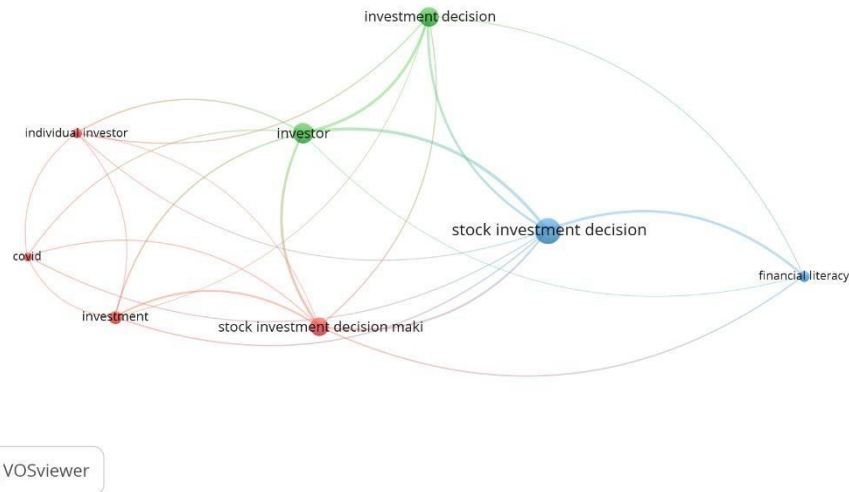 investment decision
individual investor
investor
stock investment decision
covid
financial literacy
investment
stock investment decision maki
VOSviewer